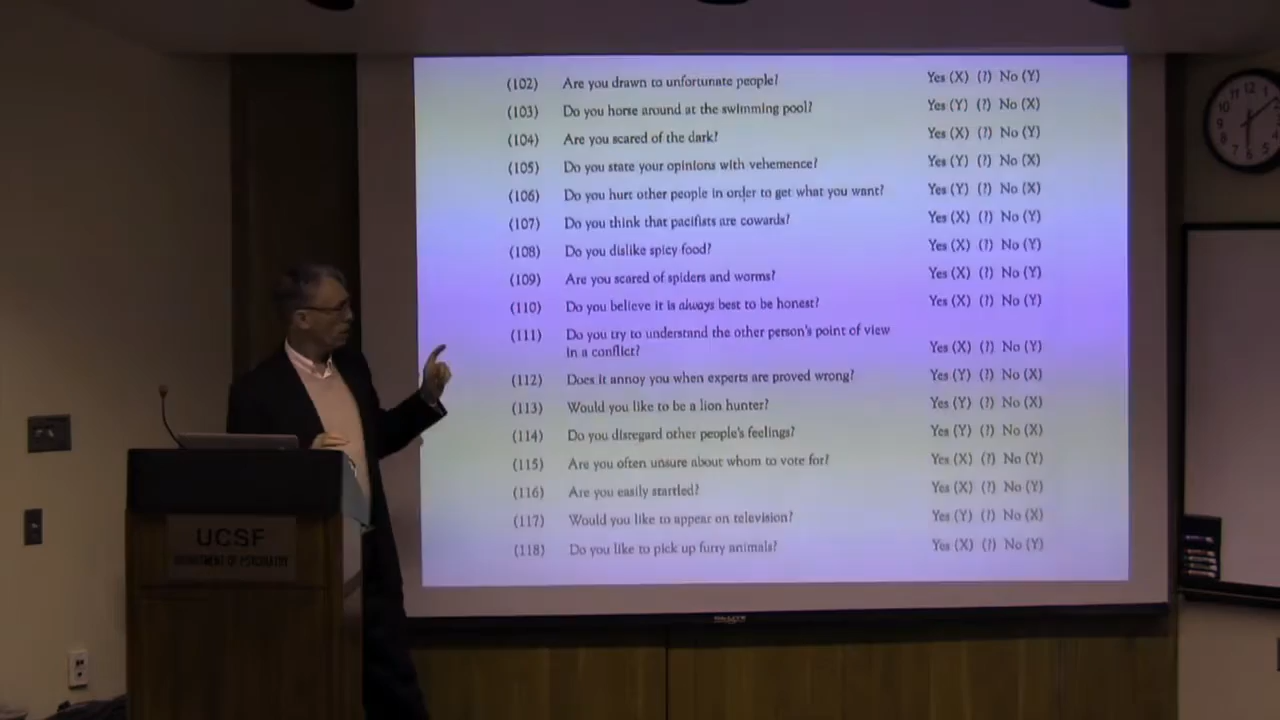 (102) Are you drawn to unfortunate people? Yes (X) (?) No (Y)
(103) Do you horse around at the swimming pool? Yes (Y) (?) No (X)
(104) Are you scared of the dark? Yes (X) (?) No (Y)
(105) Do you state your opinions with vehemence? Yes (Y) (?) No (X)
(106) Do you hurt other people in order to get what you want? Yes (Y) (?) No (X)
(107) Do you think that pacifists are cowards? Yes (X) (?) No (Y)
(108) Do you dislike spicy food? Yes (X) (?) No (Y)
(109) Are you scared of spiders and worms? Yes (X) (?) No (Y)
(110) Do you believe it is always best to be honest? Yes (X) (?) No (Y)
(111) Do you try to understand the other person's point of view
in a conflict? Yes (X) (?) No (Y)
(112) Does it annoy you when experts are proved wrong? Yes (Y) (?) No (X)
(113) Would you like to be a lion hunter? Yes (Y) (?) No (X)
(114) Do you disregard other people's feelings? Yes (Y) (?) No (X)
(115) Are you often unsure about whom to vote for? Yes (X) (?) No (Y)
(116) Are you easily startled? Yes (X) (?) No (Y)
(117) Would you like to appear on television? Yes (Y) (?) No (X)
(118) Do you like to pick up furry animals? Yes (X) (?) No (Y)
UCSF
DEPARTMENT OF PSYCHIATRY